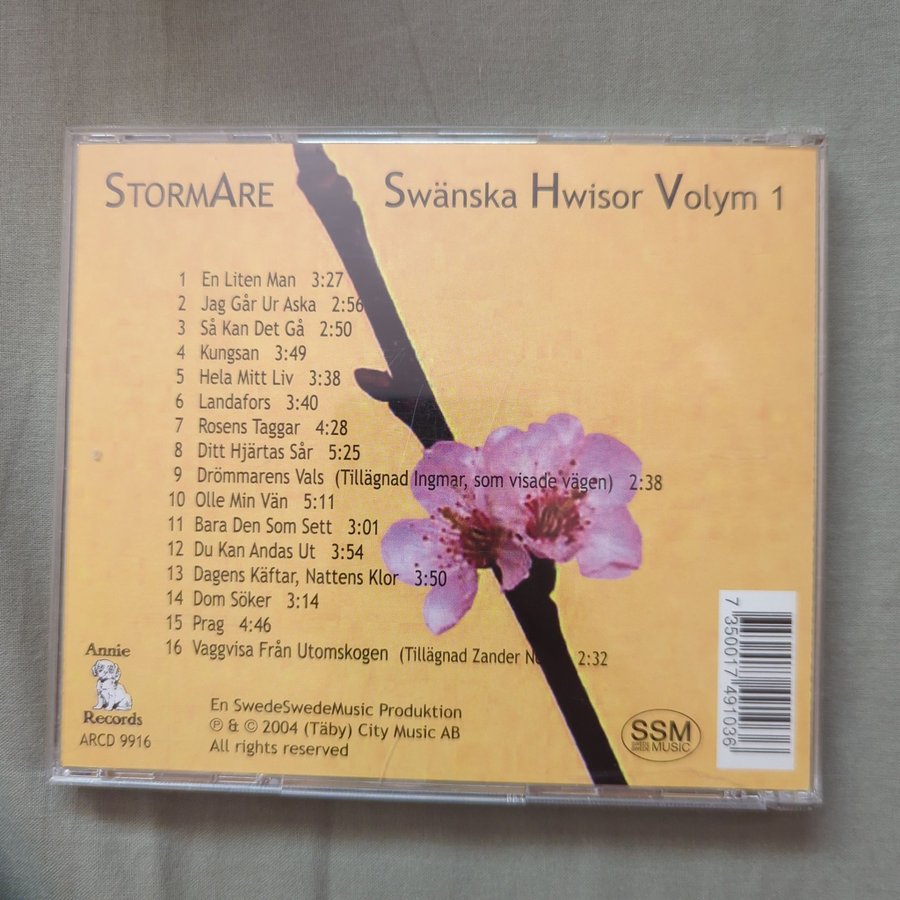 StormAre
Swänska Hwisor Volym 1
1 En Liten Man 3:27
2 Jag Går Ur Aska 2:56
3 Så Kan Det Gå 2:50
4 Kungsan 3:49
5 Hela Mitt Liv 3:38
6 Landafors 3:40
7 Rosens Taggar 4:28
8 Ditt Hjärtas Sår 5:25
9 Drömmarens Vals (Tillägnad Ingmar, som visade vägen) 2:38
10 Olle Min Vän 5:11
11 Bara Den Som Sett 3:01
12 Du Kan Andas Ut 3:54
13 Dagens Käftar, Nattens Klor 3:50
14 Dom Söker 3:14
15 Prag 4:46
16 Vaggvisa Från Utomskogen (Tillägnad Zander 2:32
Annie
Records
ARCD 9916
En SwedeSwedeMusic Produktion
℗ & © 2004 (Täby) City Music AB
All rights reserved
SSM
SWEDE
SWEDE MUSIC
7 350017 491036